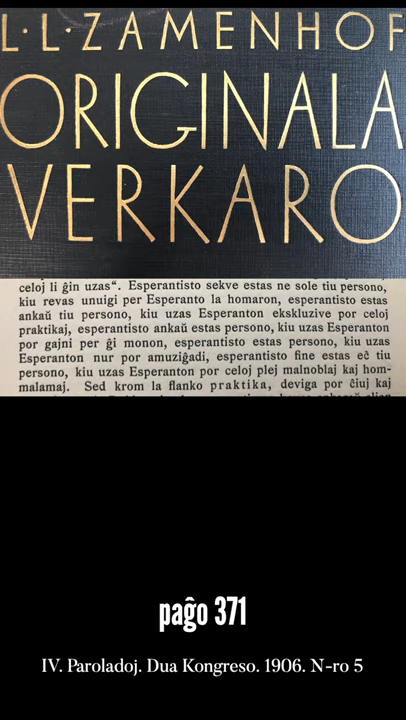 L·L·ZAMENHOF
ORIGINALA
VERKARO
celoj li ĝin uzas“. Esperantisto sekve estas ne sole tiu persono,
kiu revas unuigi per Esperanto la homaron, esperantisto estas
ankaŭ tiu persono, kiu uzas Esperanton ekskluzive por celoj
praktikaj, esperantisto ankaŭ estas persono, kiu uzas Esperanton
por gajni per ĝi monon, esperantisto estas persono, kiu uzas
Esperanton nur por amuziĝadi, esperantisto fine estas eĉ tiu
persono, kiu uzas Esperanton por celoj plej malnoblaj kaj hom-
malamaj. Sed krom la flanko praktika, deviga por ĉiuj kaj
paĝo 371
IV. Paroladoj. Dua Kongreso. 1906. N-ro 5